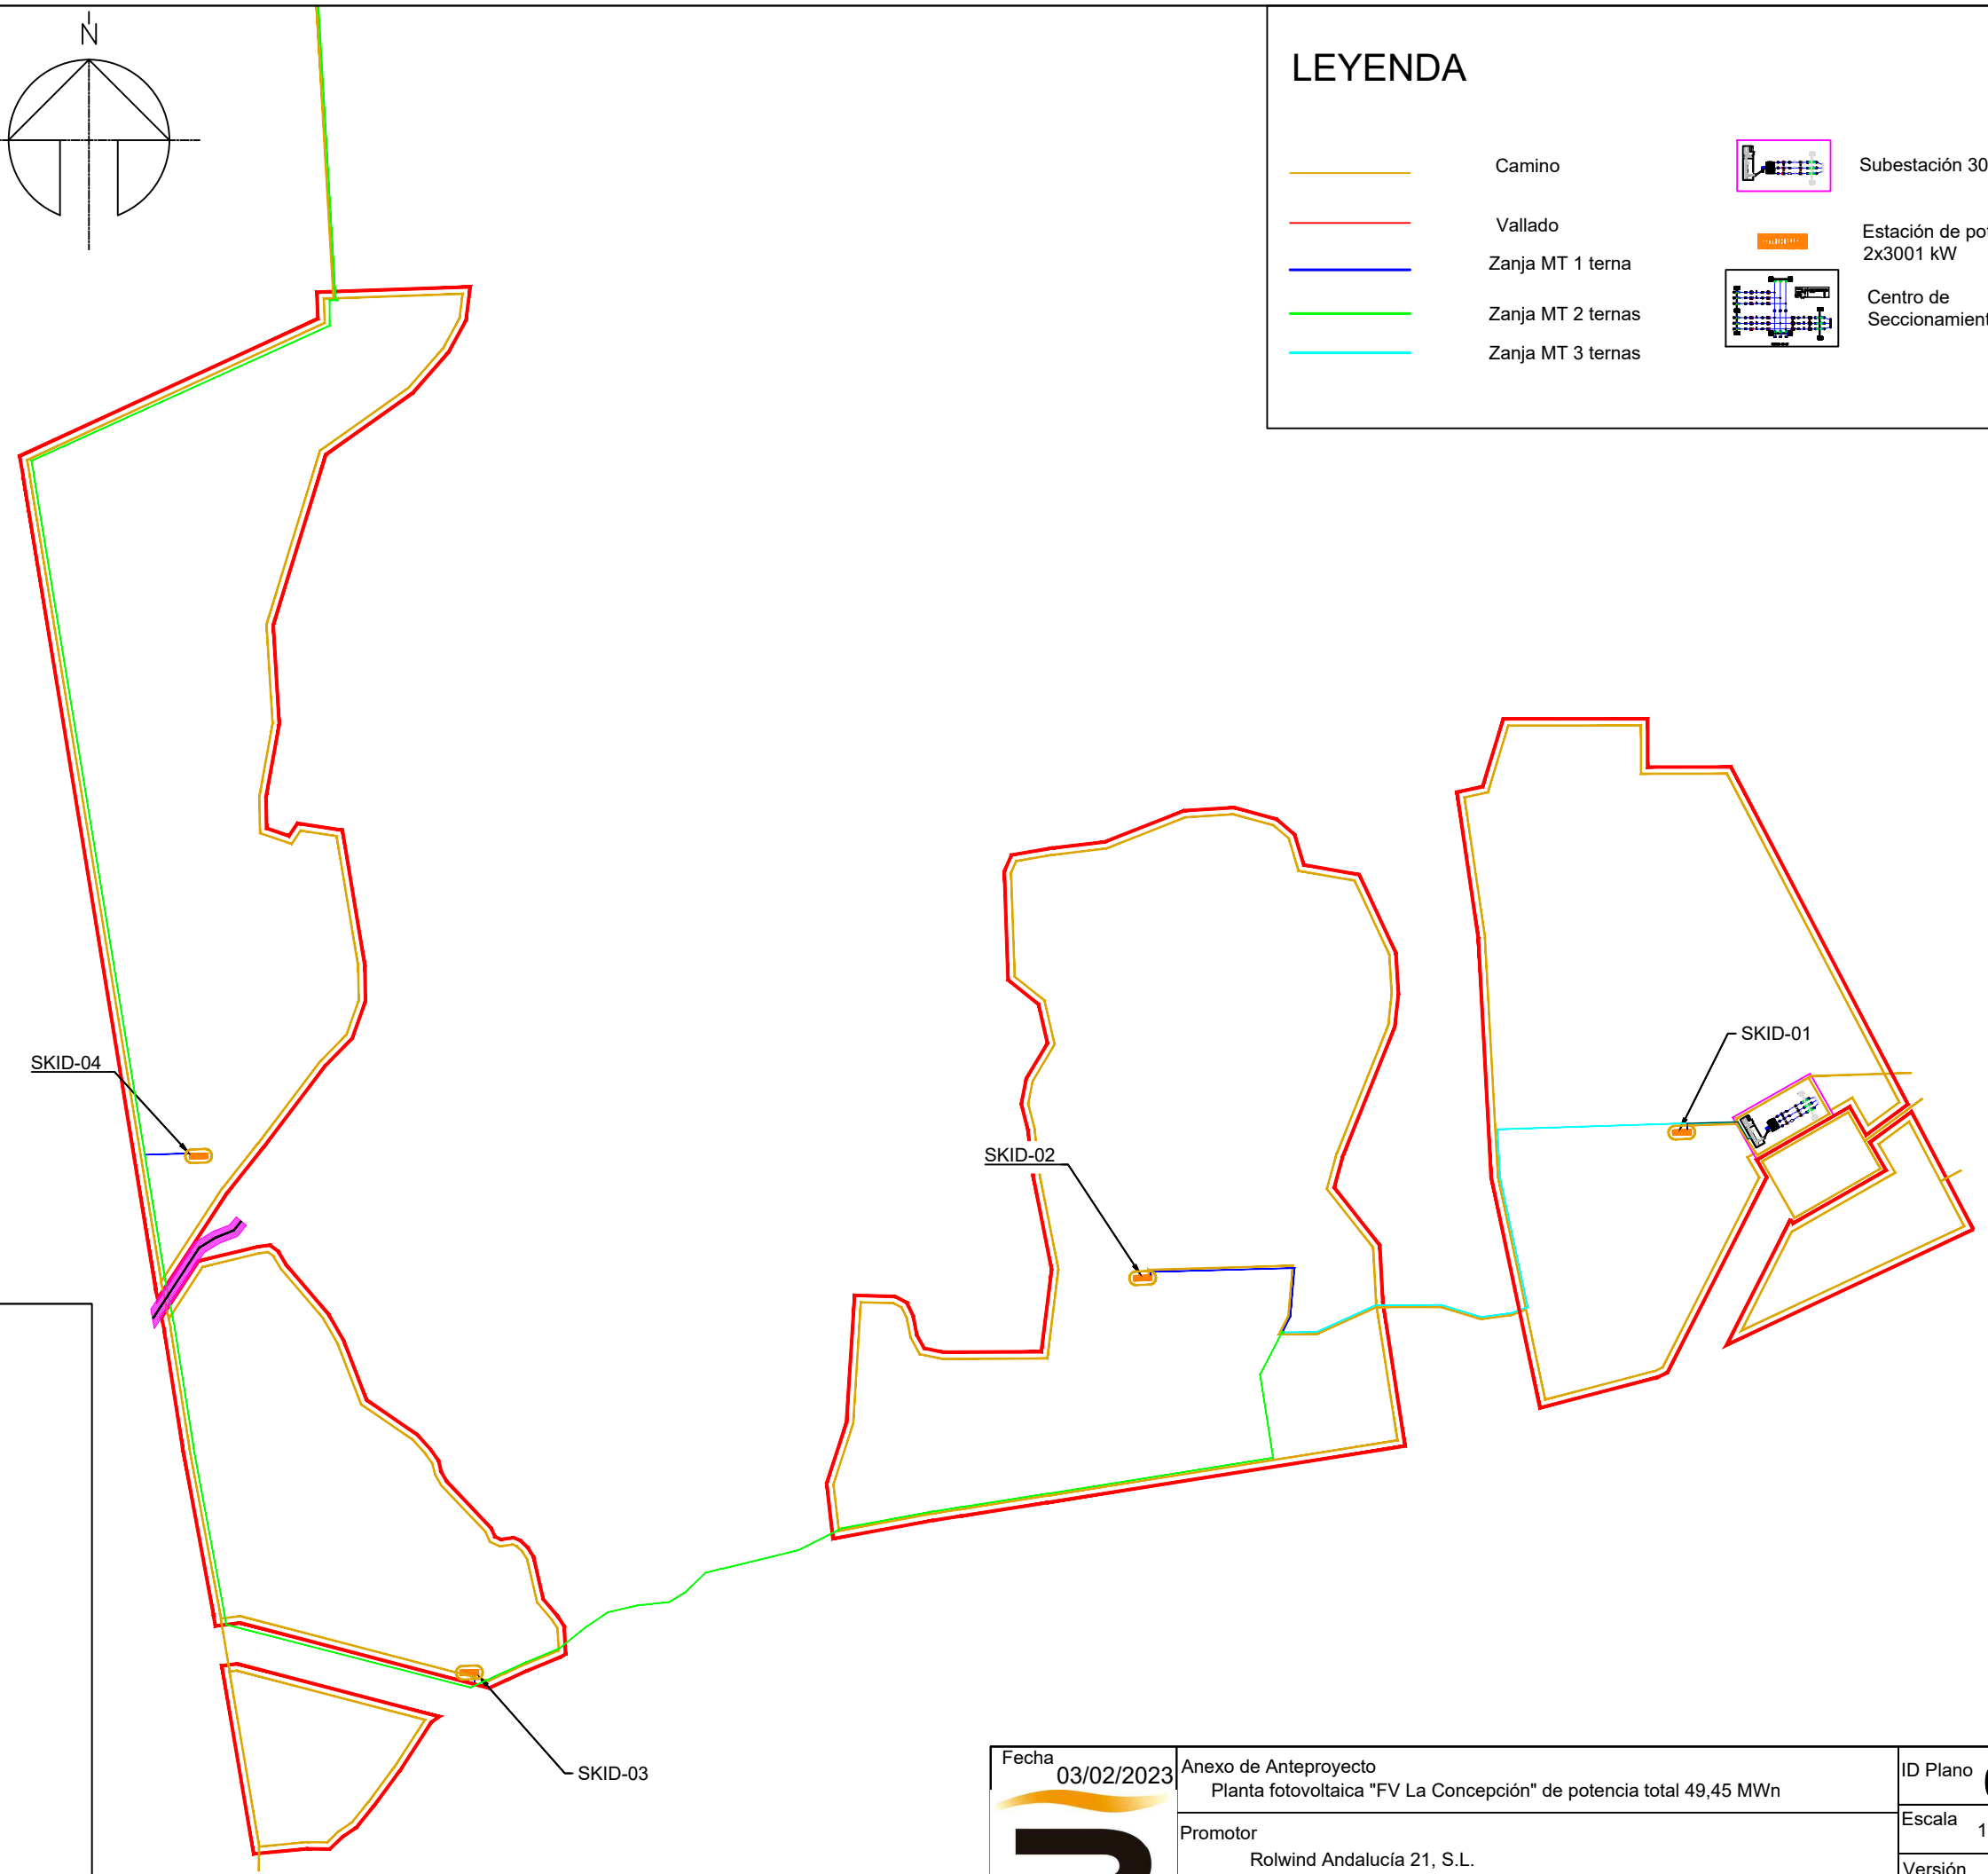 N
LEYENDA
Camino
Vallado
Zanja MT 1 terna
Zanja MT 2 ternas
Zanja MT 3 ternas
Subestación 30
Estación de
2x3001 kW
Centro de
SKID-01
SKID-04
SKID-02
SKID-03
Fecha
03/02/2023
Anexo de Anteproyecto
Planta fotovoltaica "FV La Concepción" de potencia total 49,45 MWn
Promotor
Rolwind Andalucía 21, S.L.
ID Plano
Escala 1
Versión